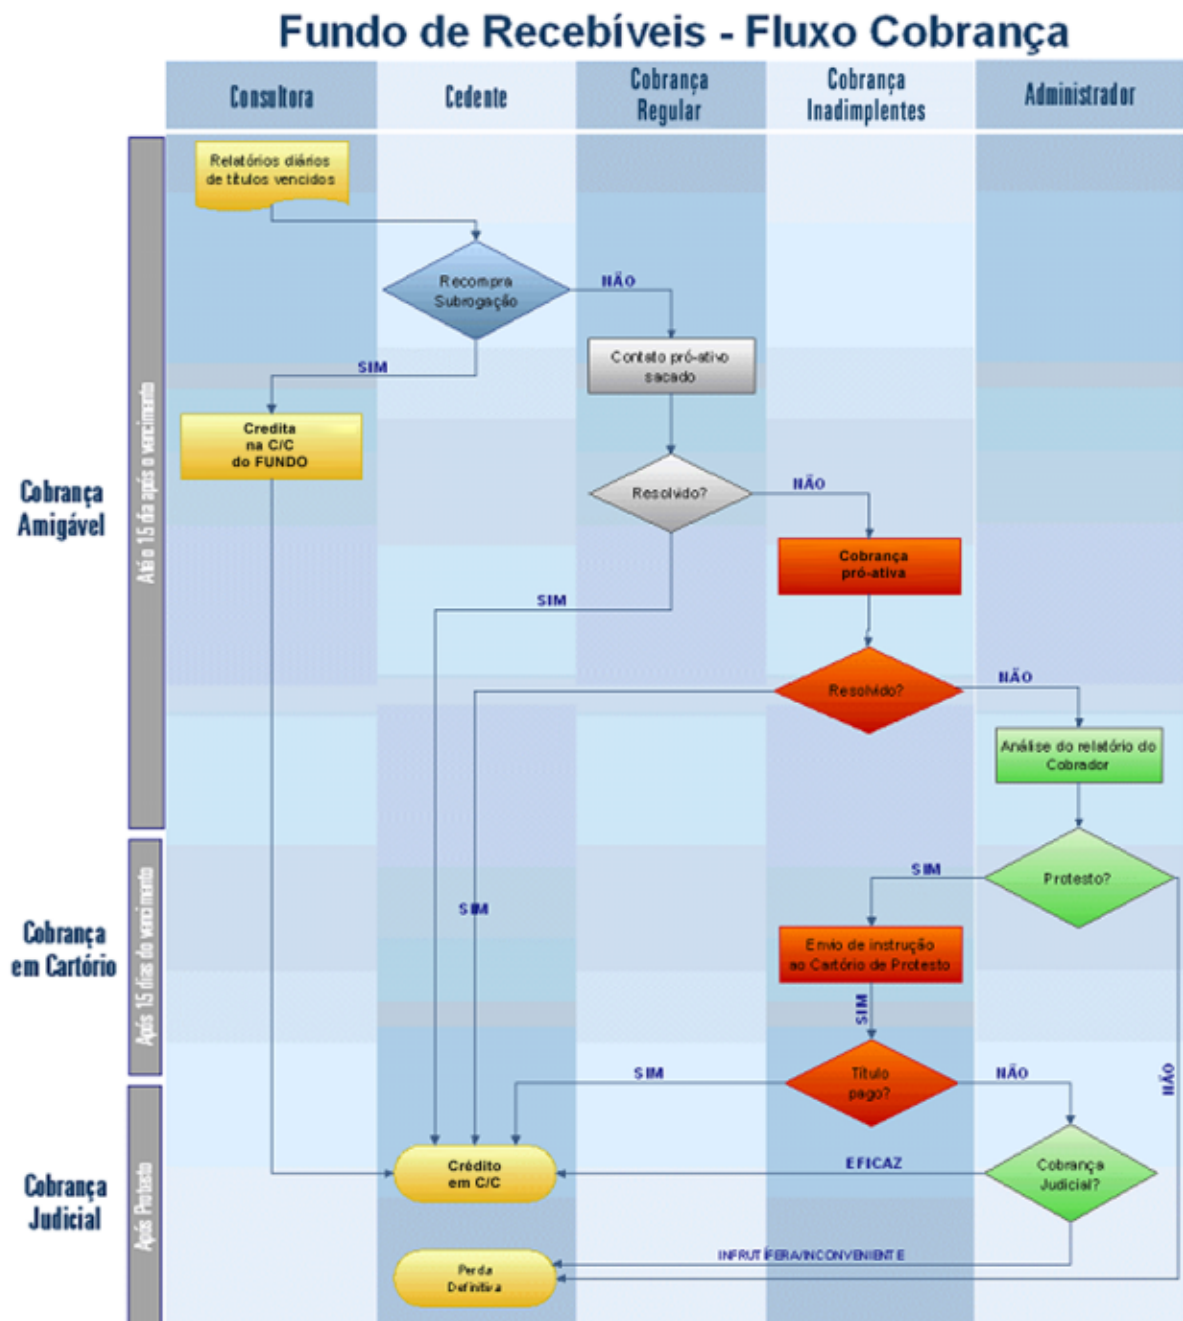 Fundo de Recebíveis - Fluxo Cobrança
Consultora
Cedente
Cobrança
Regular
Cobrança
Inadimplentes
Administrador
Relatórios diários
de títulos vencidos
Recompra
Subrogação
NÃO
SIM
Contato pró-ativo
sacado
Credita
na C/C
do FUNDO
Cobrança
Amigável
Até o 15 dia após o vencimento
Resolvido?
NÃO
Cobrança
pró-ativa
SIM
Resolvido?
NÃO
Análise do relatório do
Cobrador
SIM
Protesto?
SIM
Cobrança
em Cartório
Após 15 dias do vencimento
Envio de instrução
ao Cartório de Protesto
SIM
NÃO
Título
pago?
SIM
NÃO
Cobrança
Judicial
Após Protesto
Crédito
em C/C
EFICAZ
Cobrança
Judicial?
INFRUTÍFERA/INCONVENIENTE
Perda
Definitiva